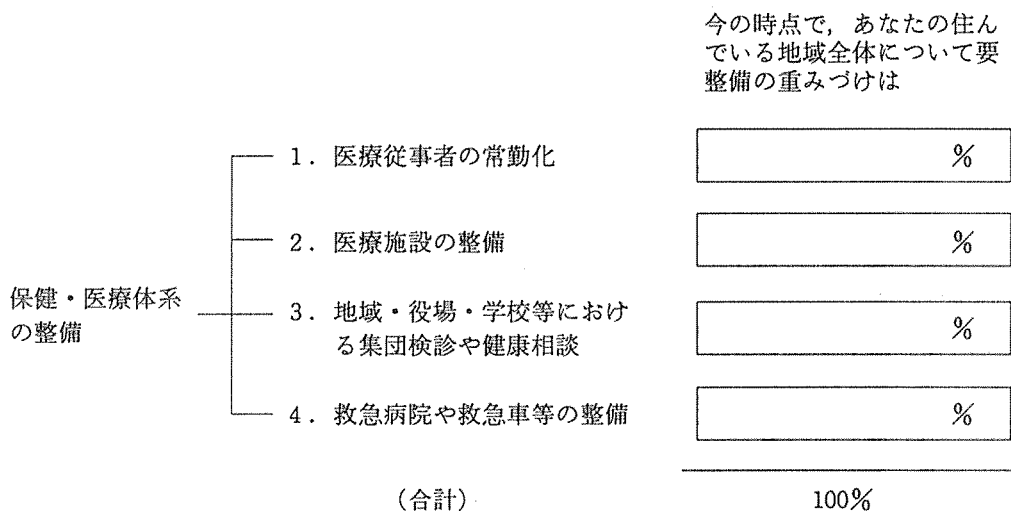 今の時点で，あなたの住ん
でいる地域全体について要
整備の重みづけは
1．医療従事者の常勤化
%
2．医療施設の整備
%
保健・医療体系
の整備
3．地域・役場・学校等におけ
る集団検診や健康相談
%
4．救急病院や救急車等の整備
%
（合計）
100%